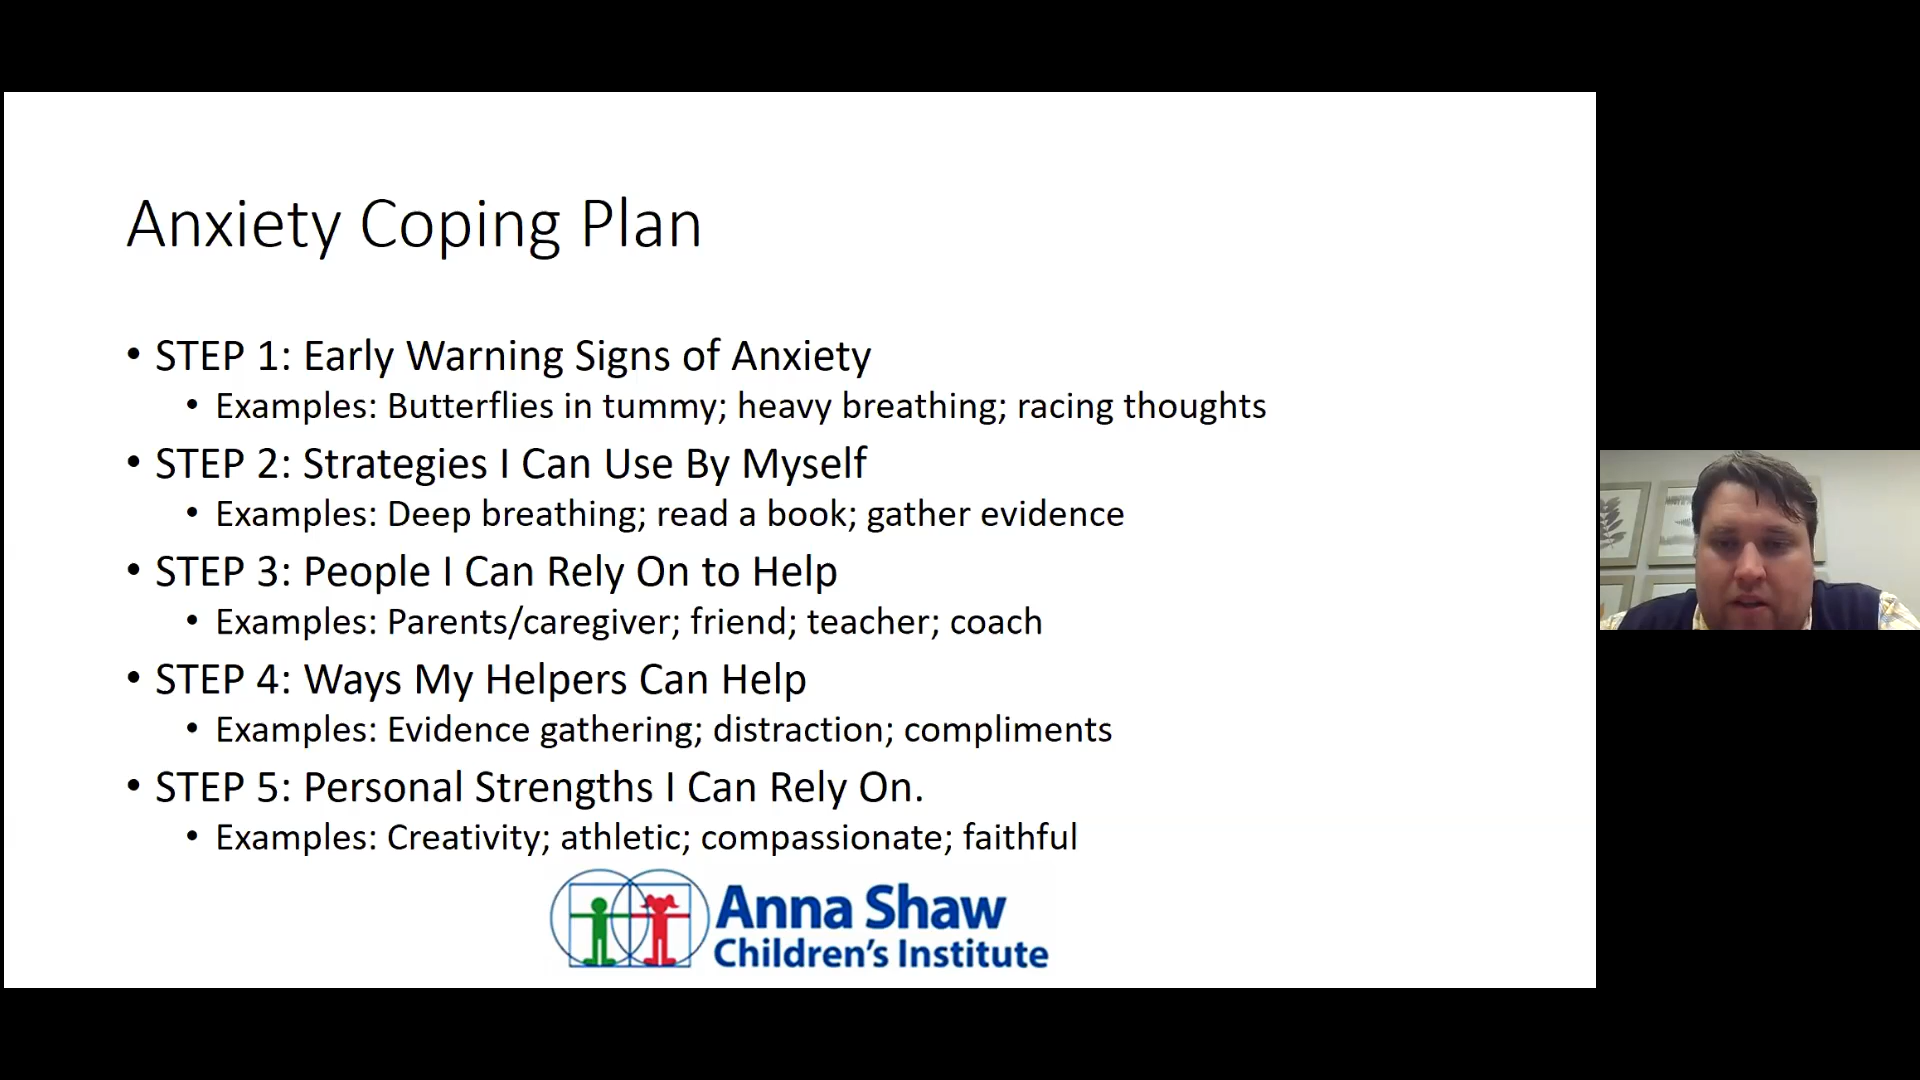 Anxiety Coping Plan
• STEP 1: Early Warning Signs of Anxiety
• Examples: Butterflies in tummy; heavy breathing; racing thoughts
• STEP 2: Strategies I Can Use By Myself
• Examples: Deep breathing; read a book; gather evidence
• STEP 3: People I Can Rely On to Help
• Examples: Parents/caregiver; friend; teacher; coach
• STEP 4: Ways My Helpers Can Help
• Examples: Evidence gathering; distraction; compliments
• STEP 5: Personal Strengths I Can Rely On.
• Examples: Creativity; athletic; compassionate; faithful
Anna Shaw
Children's Institute